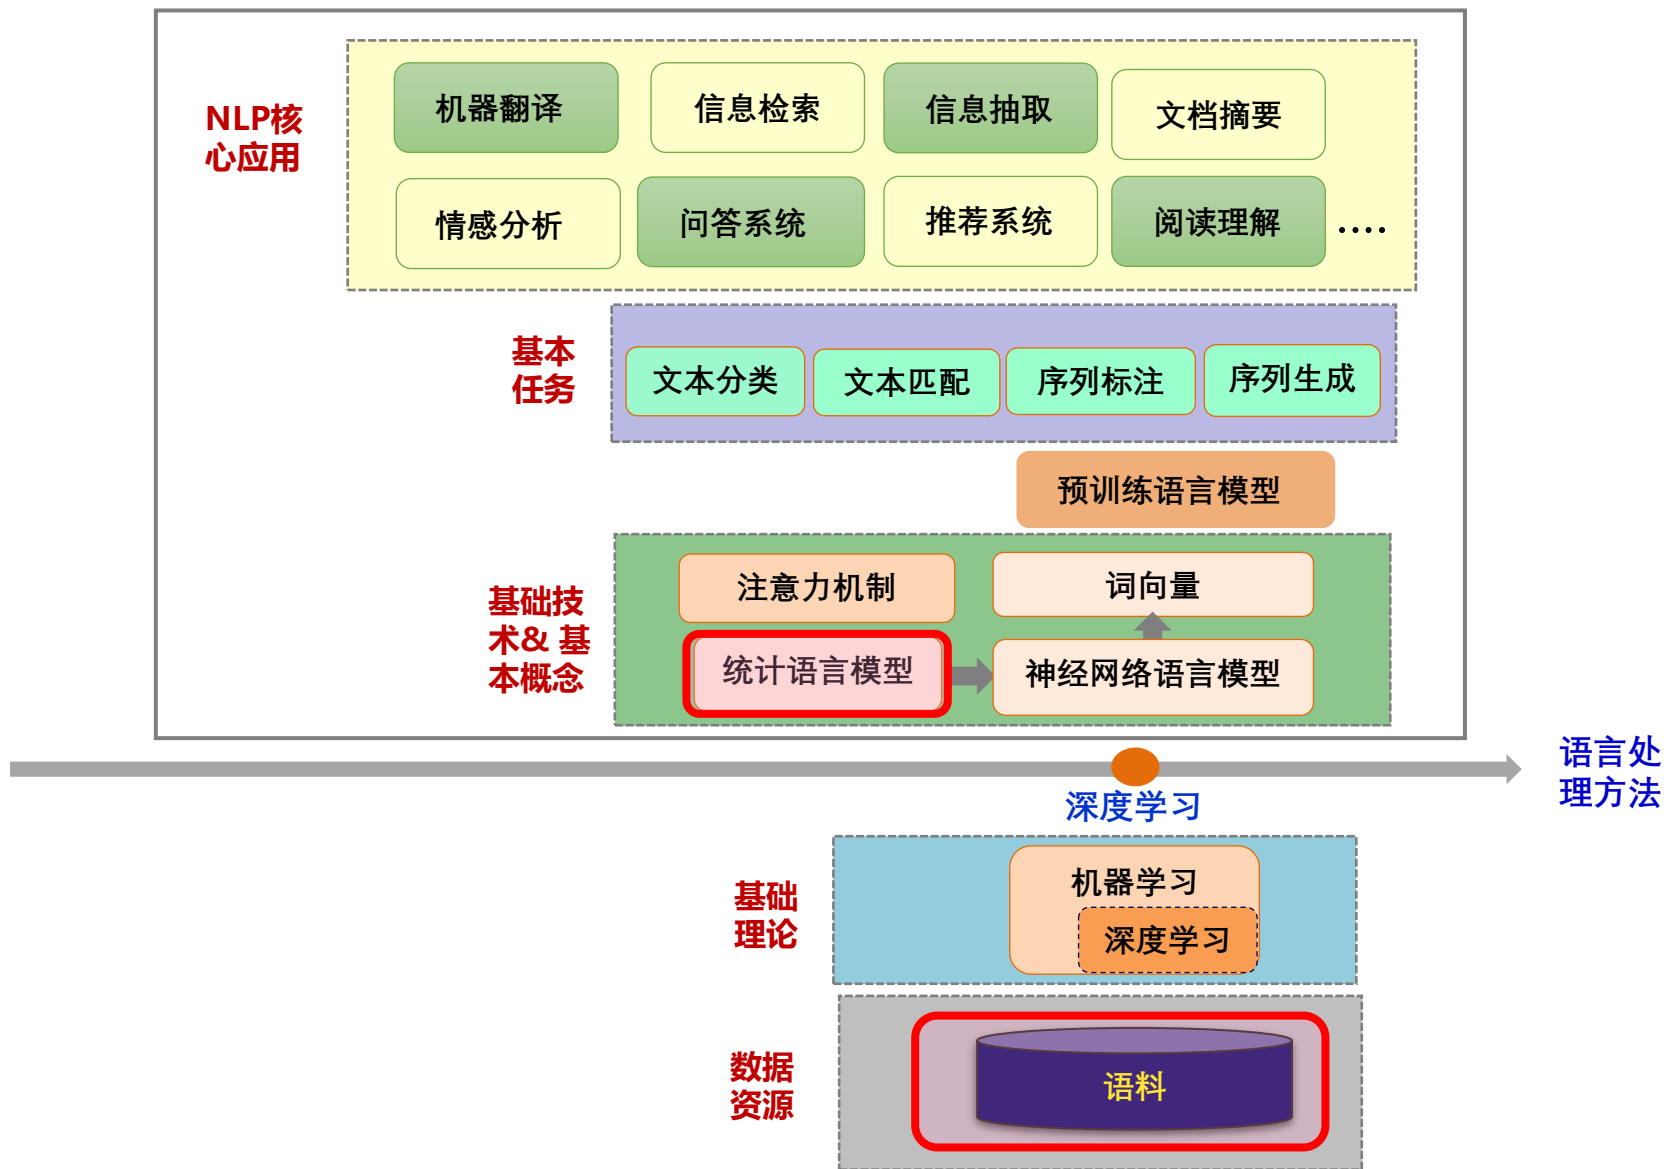 机器翻译
信息检索
信息抽取
文档摘要
NLP核
心应用
情感分析
问答系统
推荐系统
阅读理解
....
基本
任务
文本分类
文本匹配
序列标注
序列生成
预训练语言模型
注意力机制
词向量
基础技
术& 基
本概念
统计语言模型
神经网络语言模型
语言处
理方法
深度学习
基础
理论
机器学习
深度学习
数据
资源
语料